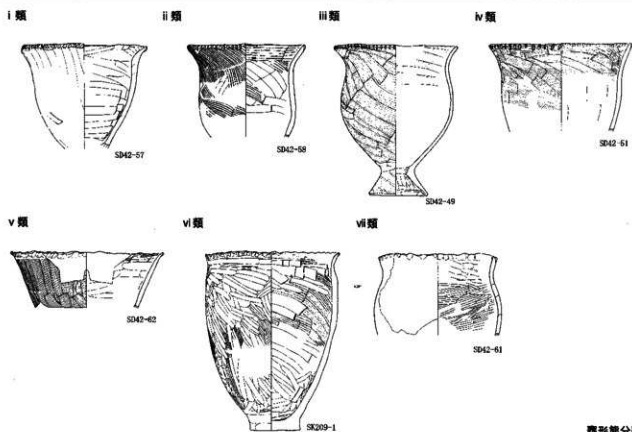 i 類
ii 類
iii 類
iv 類
SD42-57
SD42-58
SD42-49
SD42-51
v 類
vi 類
vii 類
SD42-62
SK209-1
SD42-61